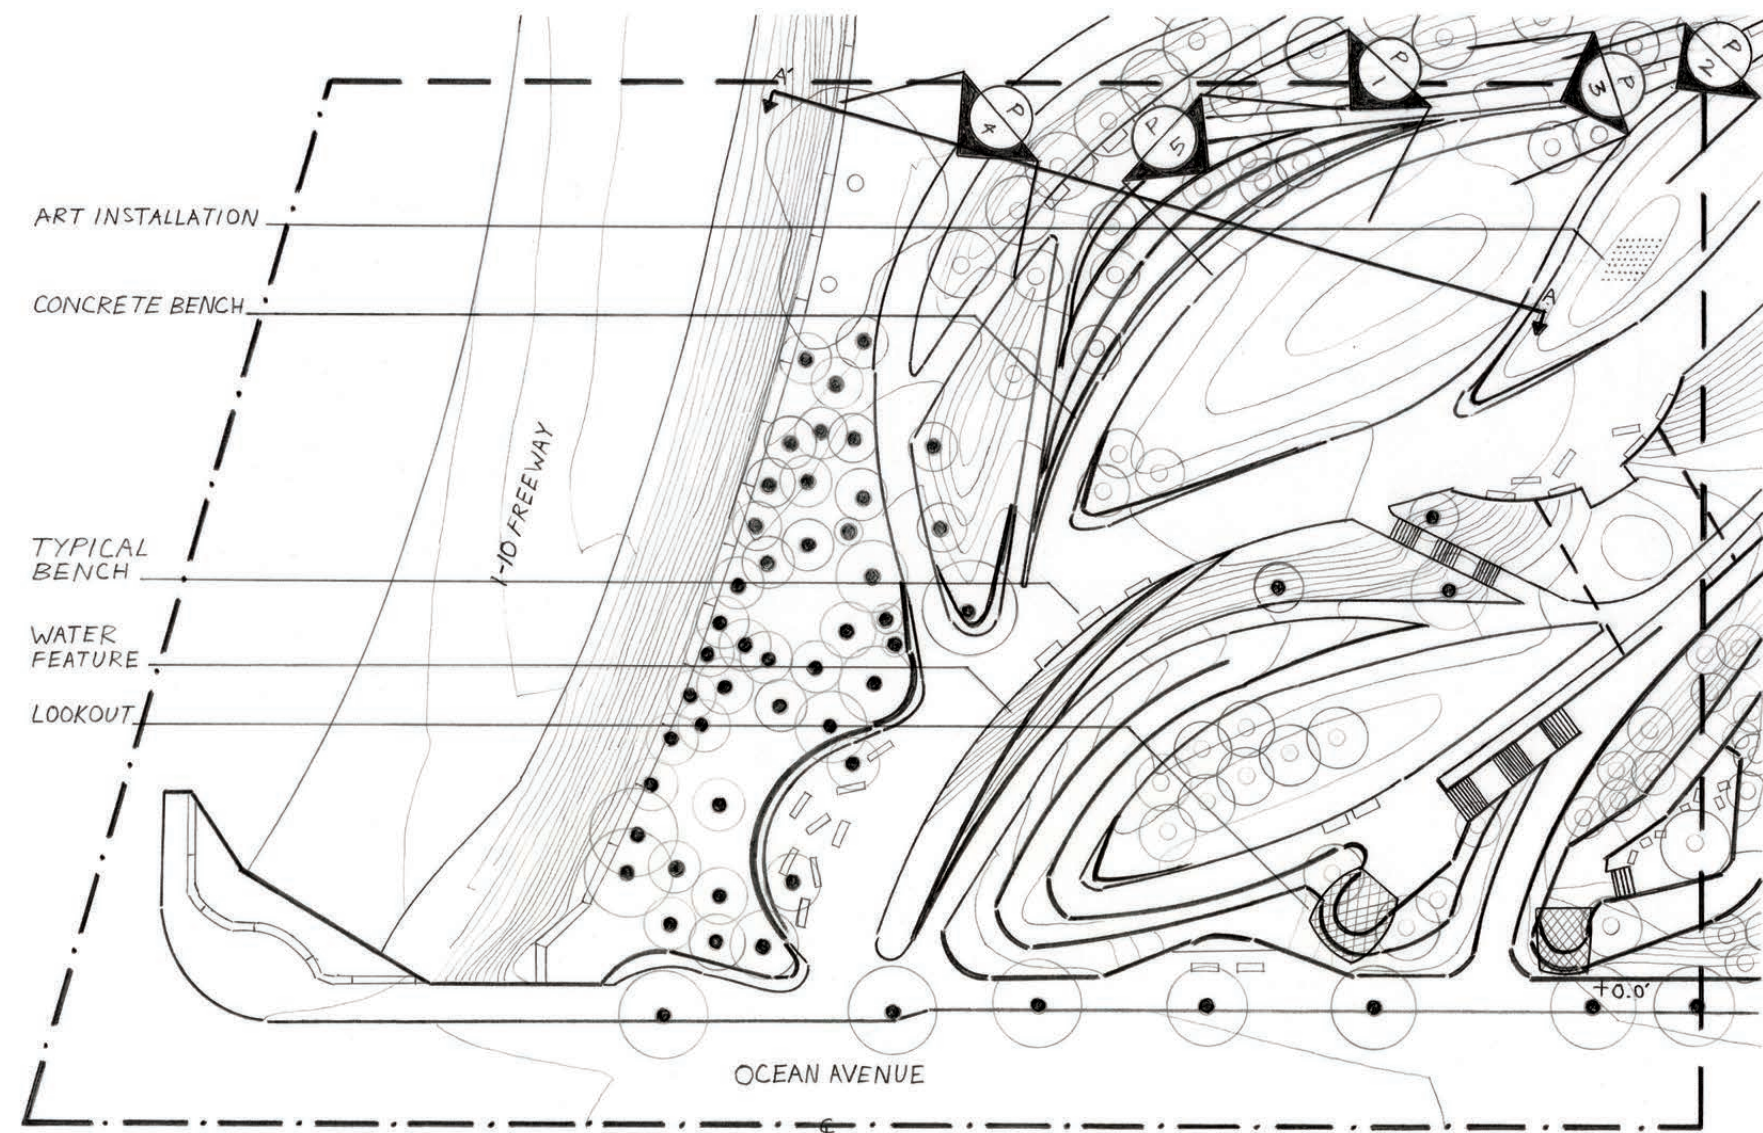 A'
P
1
P
2
P
3
P
4
P
5
ART INSTALLATION
A
CONCRETE BENCH
I-10 FREEWAY
TYPICAL
BENCH
WATER
FEATURE
LOOKOUT
+0.0'
OCEAN AVENUE
℄